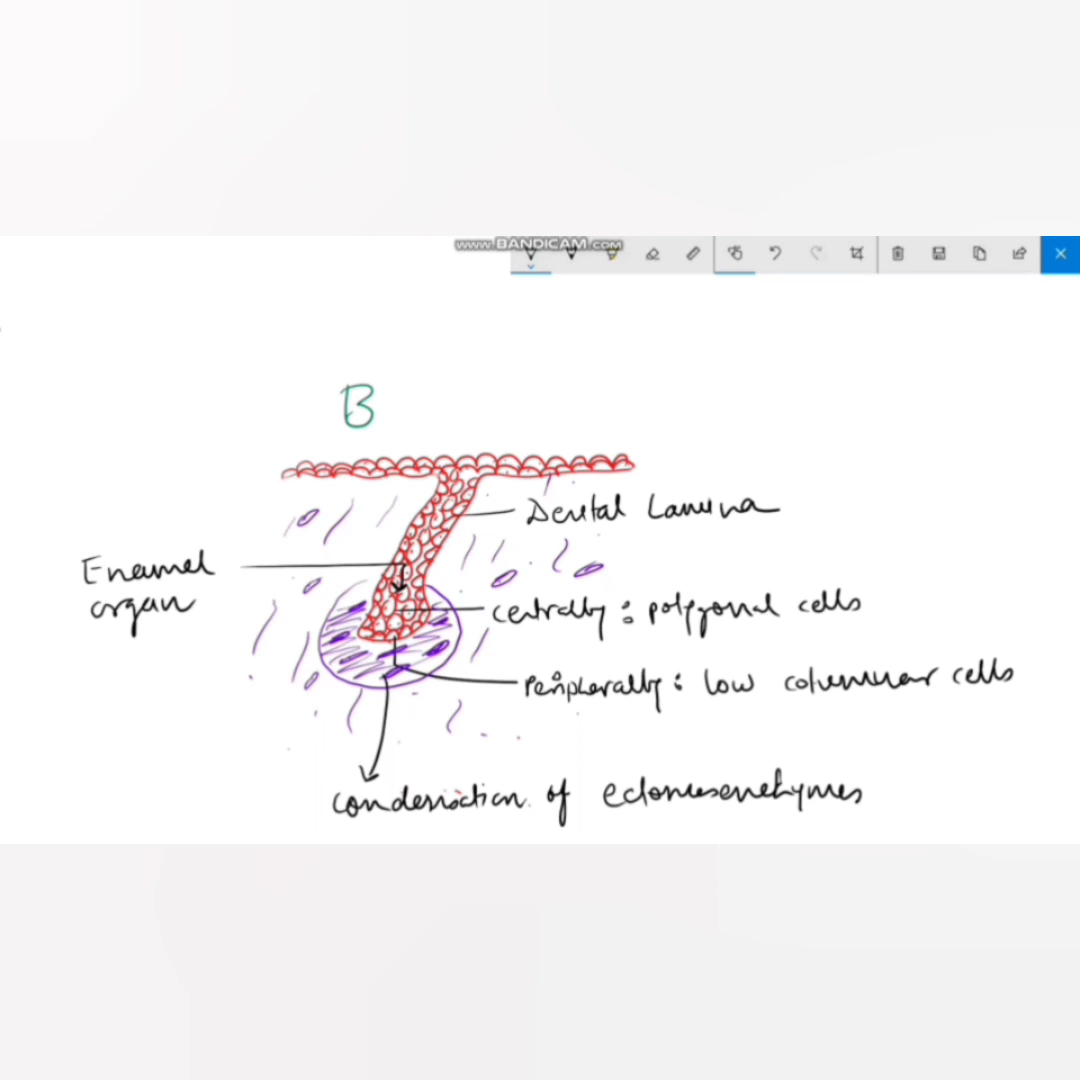 www.BANDICAM.com
B
Dental Lamina
Enamel
organ
centrally : polygonal cells
Peripherally : low columnar cells
condensation of ectomesenchymes